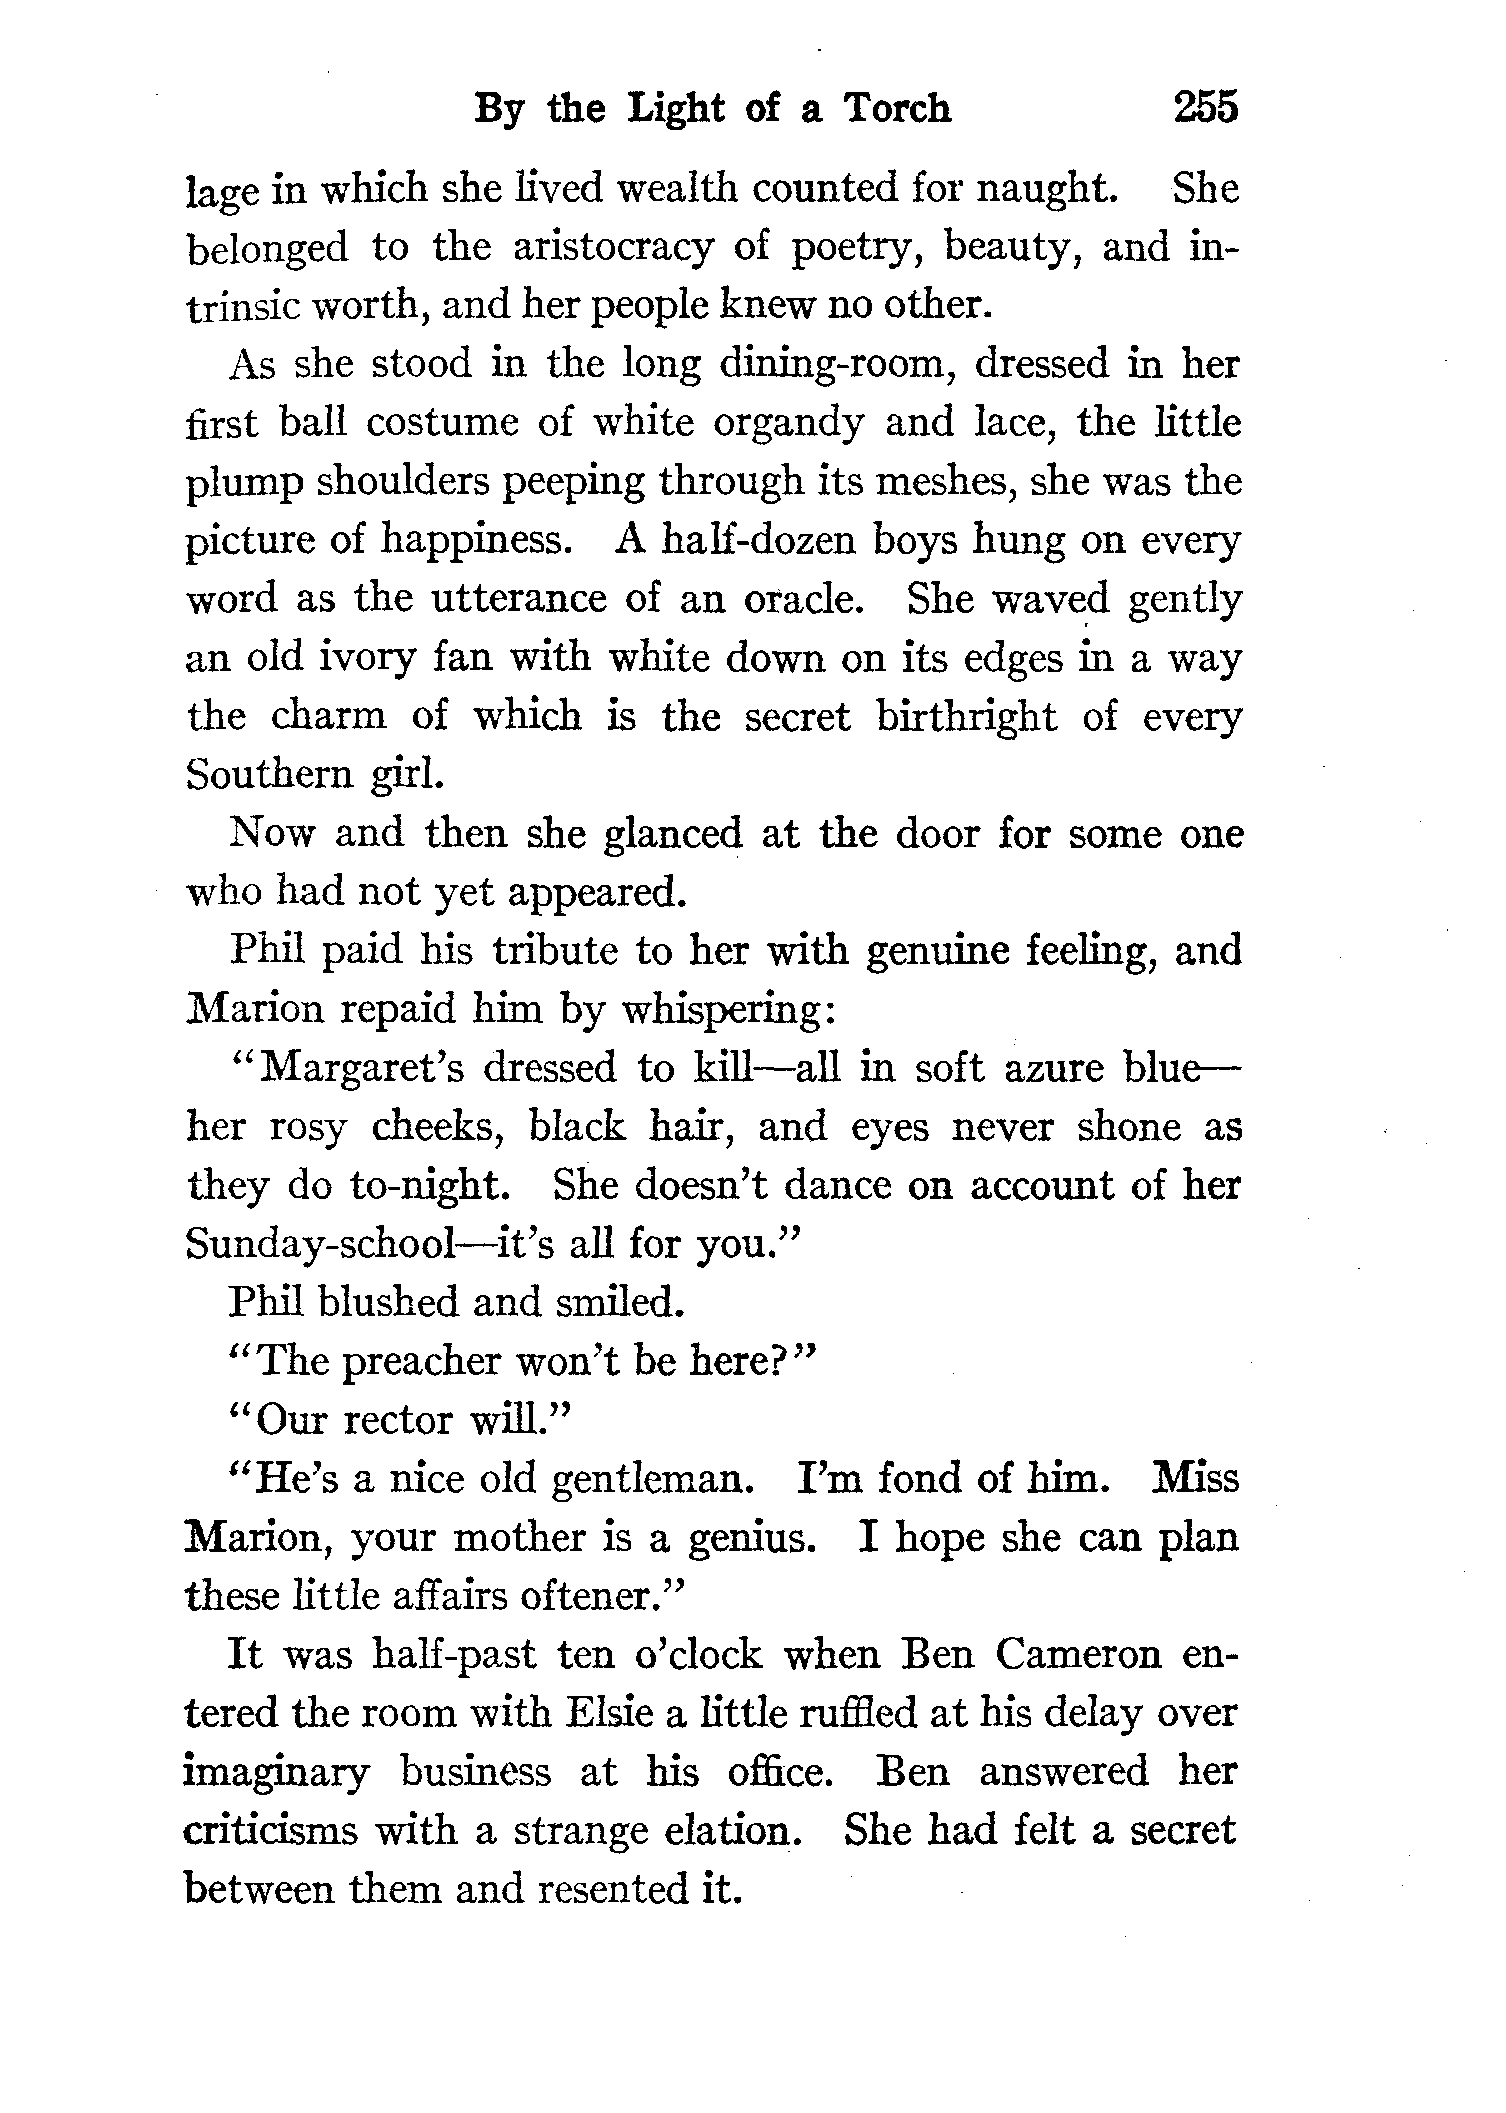 By the Light of a Torch 255
lage in which she lived wealth counted for naught. She
belonged to the aristocracy of poetry, beauty, and in-
trinsic worth, and her people knew no other.
As she stood in the long dining-room, dressed in her
first ball costume of white organdy and lace, the little
plump shoulders peeping through its meshes, she was the
picture of happiness. A half-dozen boys hung on every
word as the utterance of an oracle. She waved gently
an old ivory fan with white down on its edges in a way
the charm of which is the secret birthright of every
Southern girl.
Now and then she glanced at the door for some one
who had not yet appeared.
Phil paid his tribute to her with genuine feeling, and
Marion repaid him by whispering:
"Margaret's dressed to kill—all in soft azure blue—
her rosy cheeks, black hair, and eyes never shone as
they do to-night. She doesn't dance on account of her
Sunday-school—it's all for you."
Phil blushed and smiled.
"The preacher won't be here?"
"Our rector will."
"He's a nice old gentleman. I'm fond of him. Miss
Marion, your mother is a genius. I hope she can plan
these little affairs oftener."
It was half-past ten o'clock when Ben Cameron en-
tered the room with Elsie a little ruffled at his delay over
imaginary business at his office. Ben answered her
criticisms with a strange elation. She had felt a secret
between them and resented it.